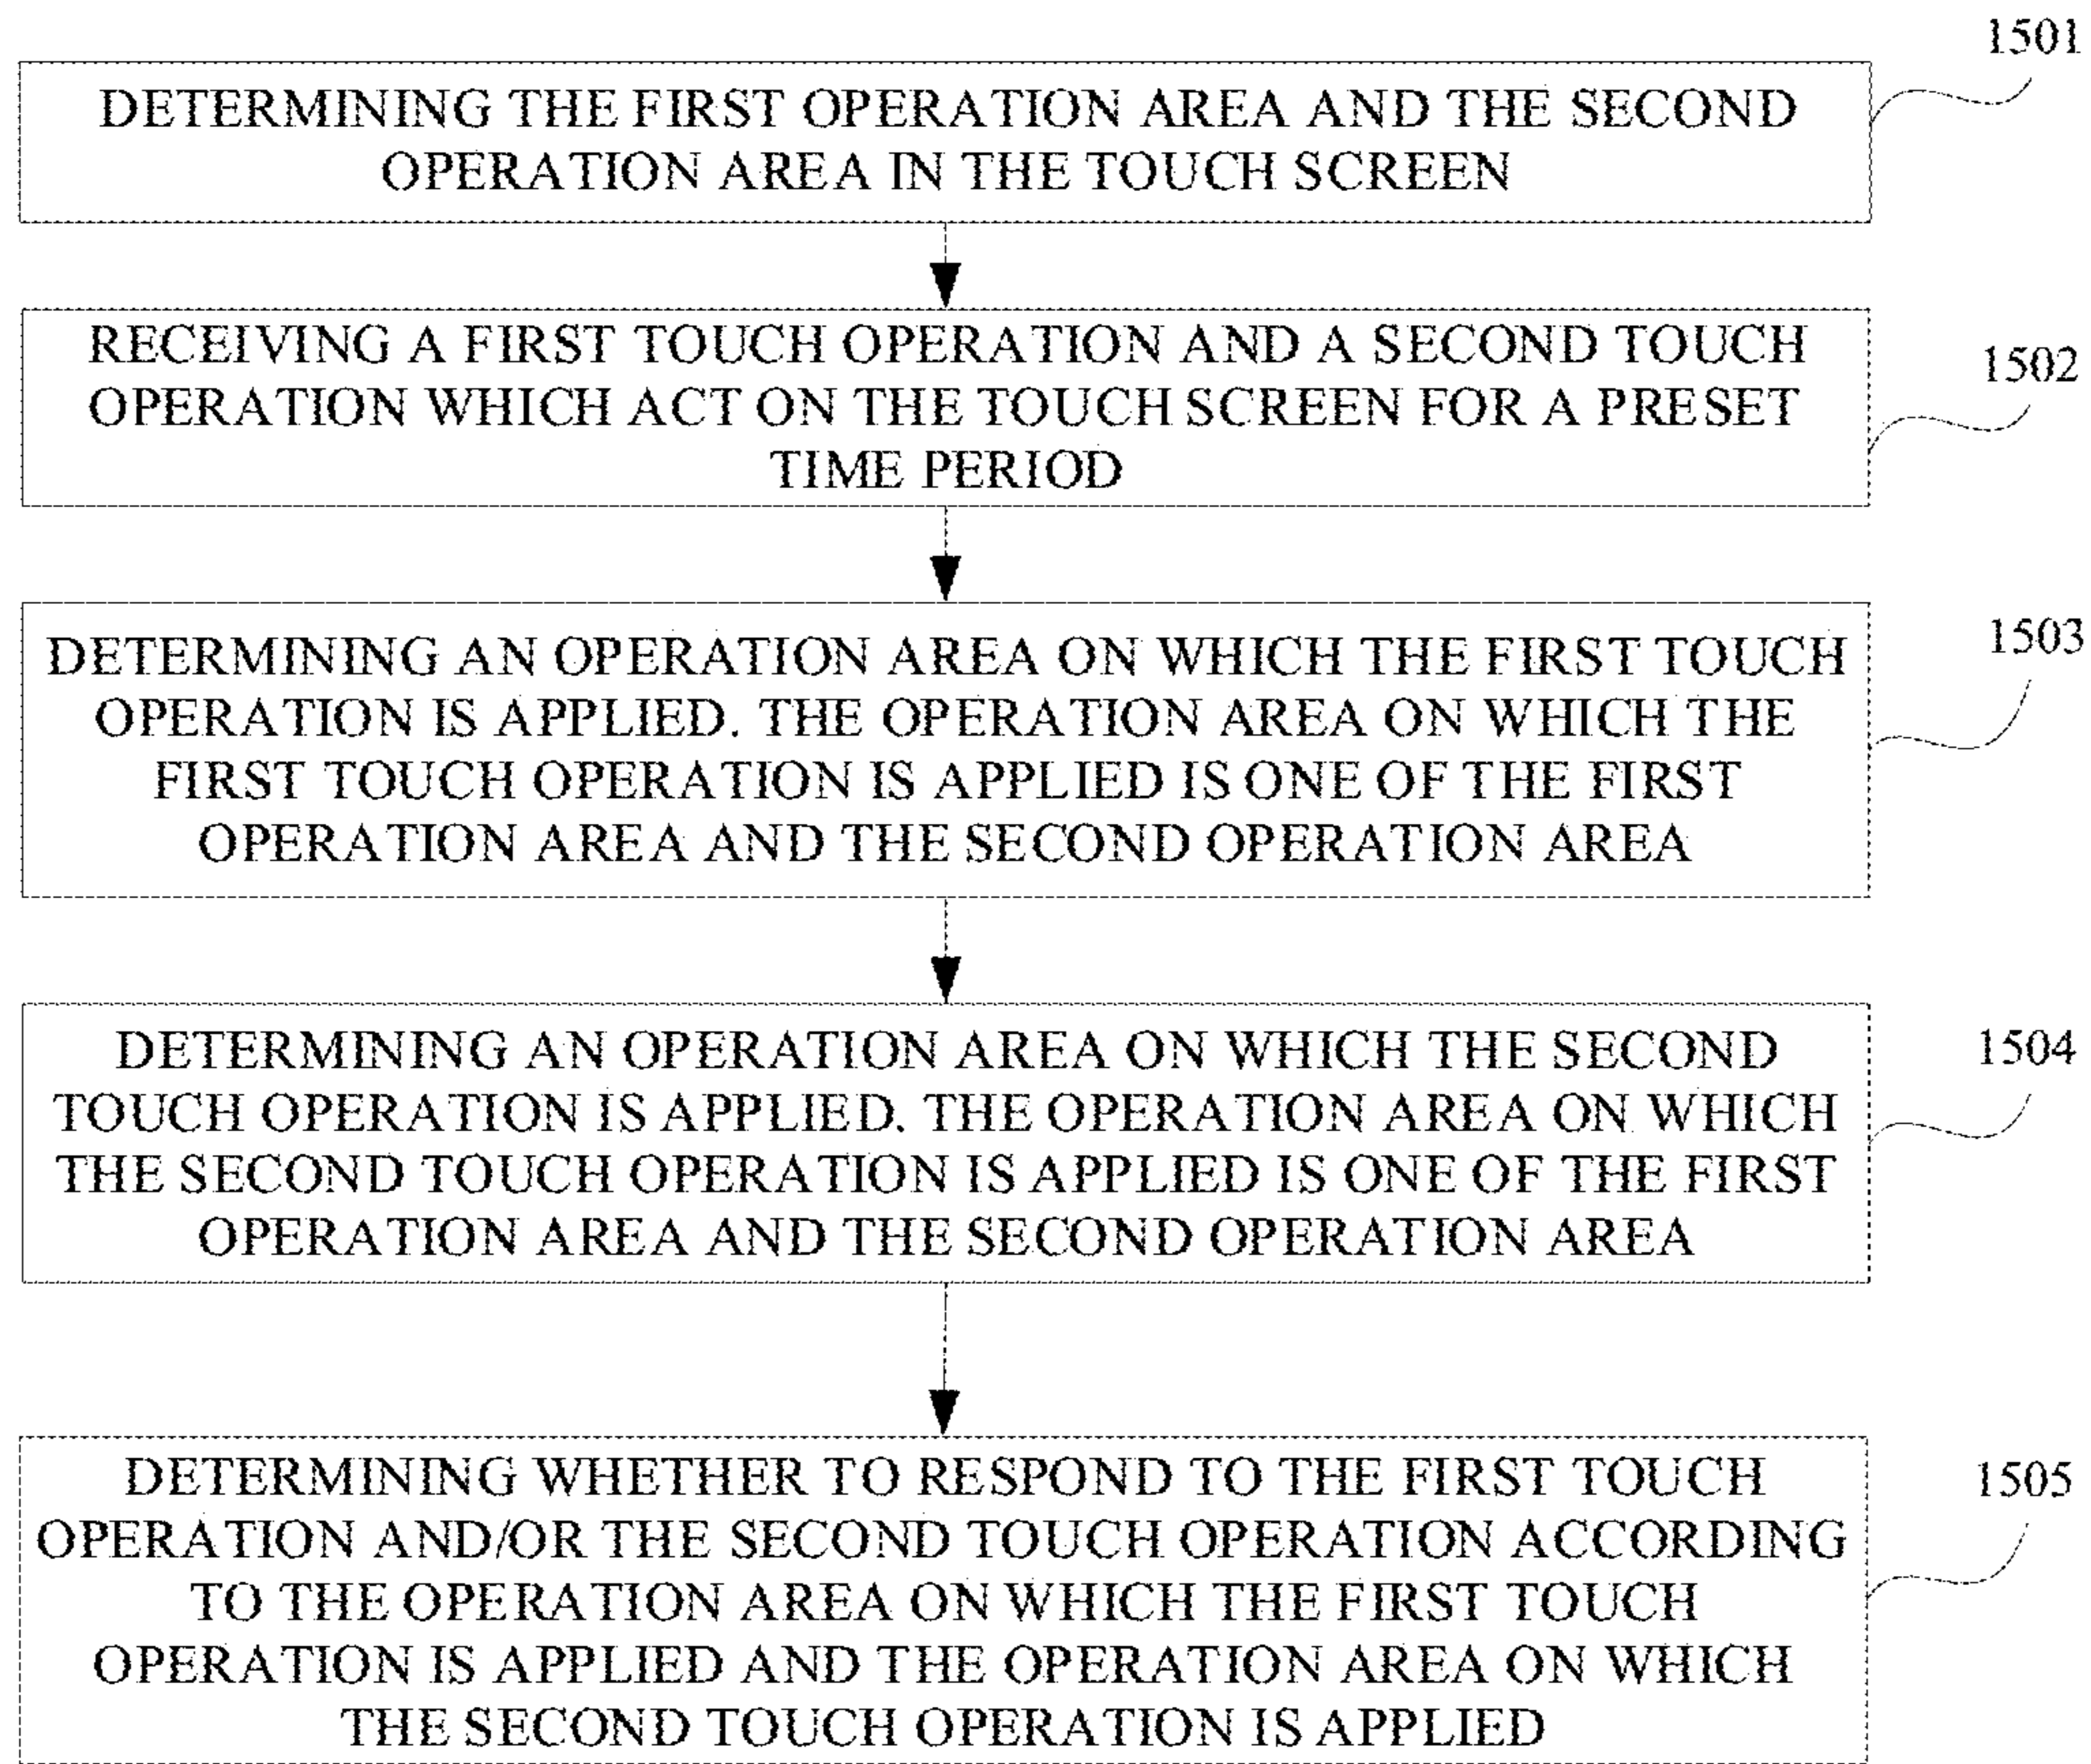 1501
DETERMINING THE FIRST OPERATION AREA AND THE SECOND
OPERATION AREA IN THE TOUCH SCREEN
1502
RECEIVING A FIRST TOUCH OPERATION AND A SECOND TOUCH
OPERATION WHICH ACT ON THE TOUCH SCREEN FOR A PRESET
TIME PERIOD
1503
DETERMINING AN OPERATION AREA ON WHICH THE FIRST TOUCH
OPERATION IS APPLIED. THE OPERATION AREA ON WHICH THE
FIRST TOUCH OPERATION IS APPLIED IS ONE OF THE FIRST
OPERATION AREA AND THE SECOND OPERATION AREA
1504
DETERMINING AN OPERATION AREA ON WHICH THE SECOND
TOUCH OPERATION IS APPLIED. THE OPERATION AREA ON WHICH
THE SECOND TOUCH OPERATION IS APPLIED IS ONE OF THE FIRST
OPERATION AREA AND THE SECOND OPERATION AREA
1505
DETERMINING WHETHER TO RESPOND TO THE FIRST TOUCH
OPERATION AND/OR THE SECOND TOUCH OPERATION ACCORDING
TO THE OPERATION AREA ON WHICH THE FIRST TOUCH
OPERATION IS APPLIED AND THE OPERATION AREA ON WHICH
THE SECOND TOUCH OPERATION IS APPLIED